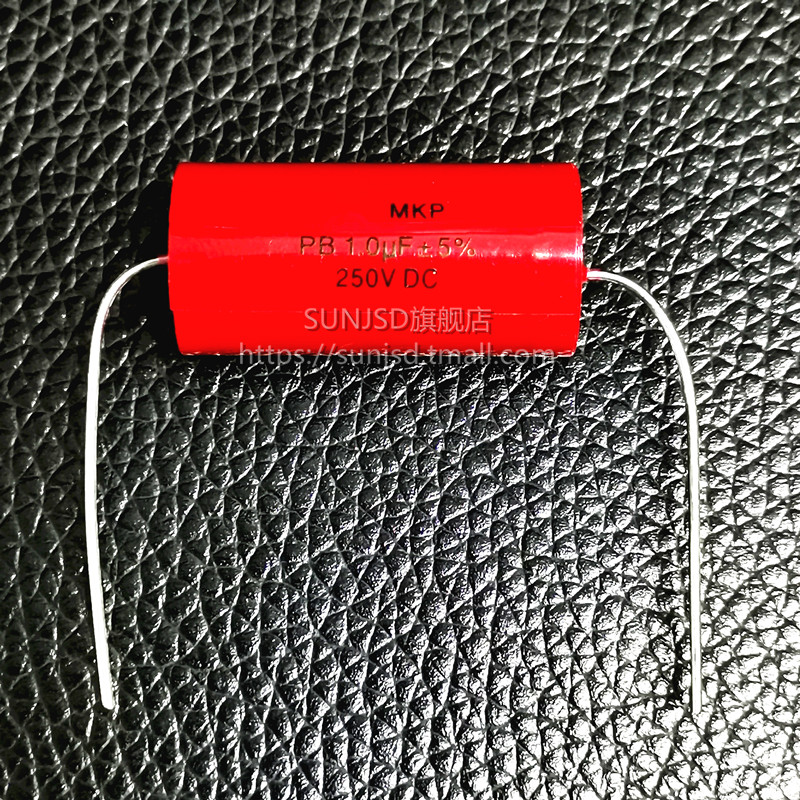 MKP
PB 1.0μF ± 5%
250V DC
SUNJSD旗舰店
https://sunjsd.tmall.com